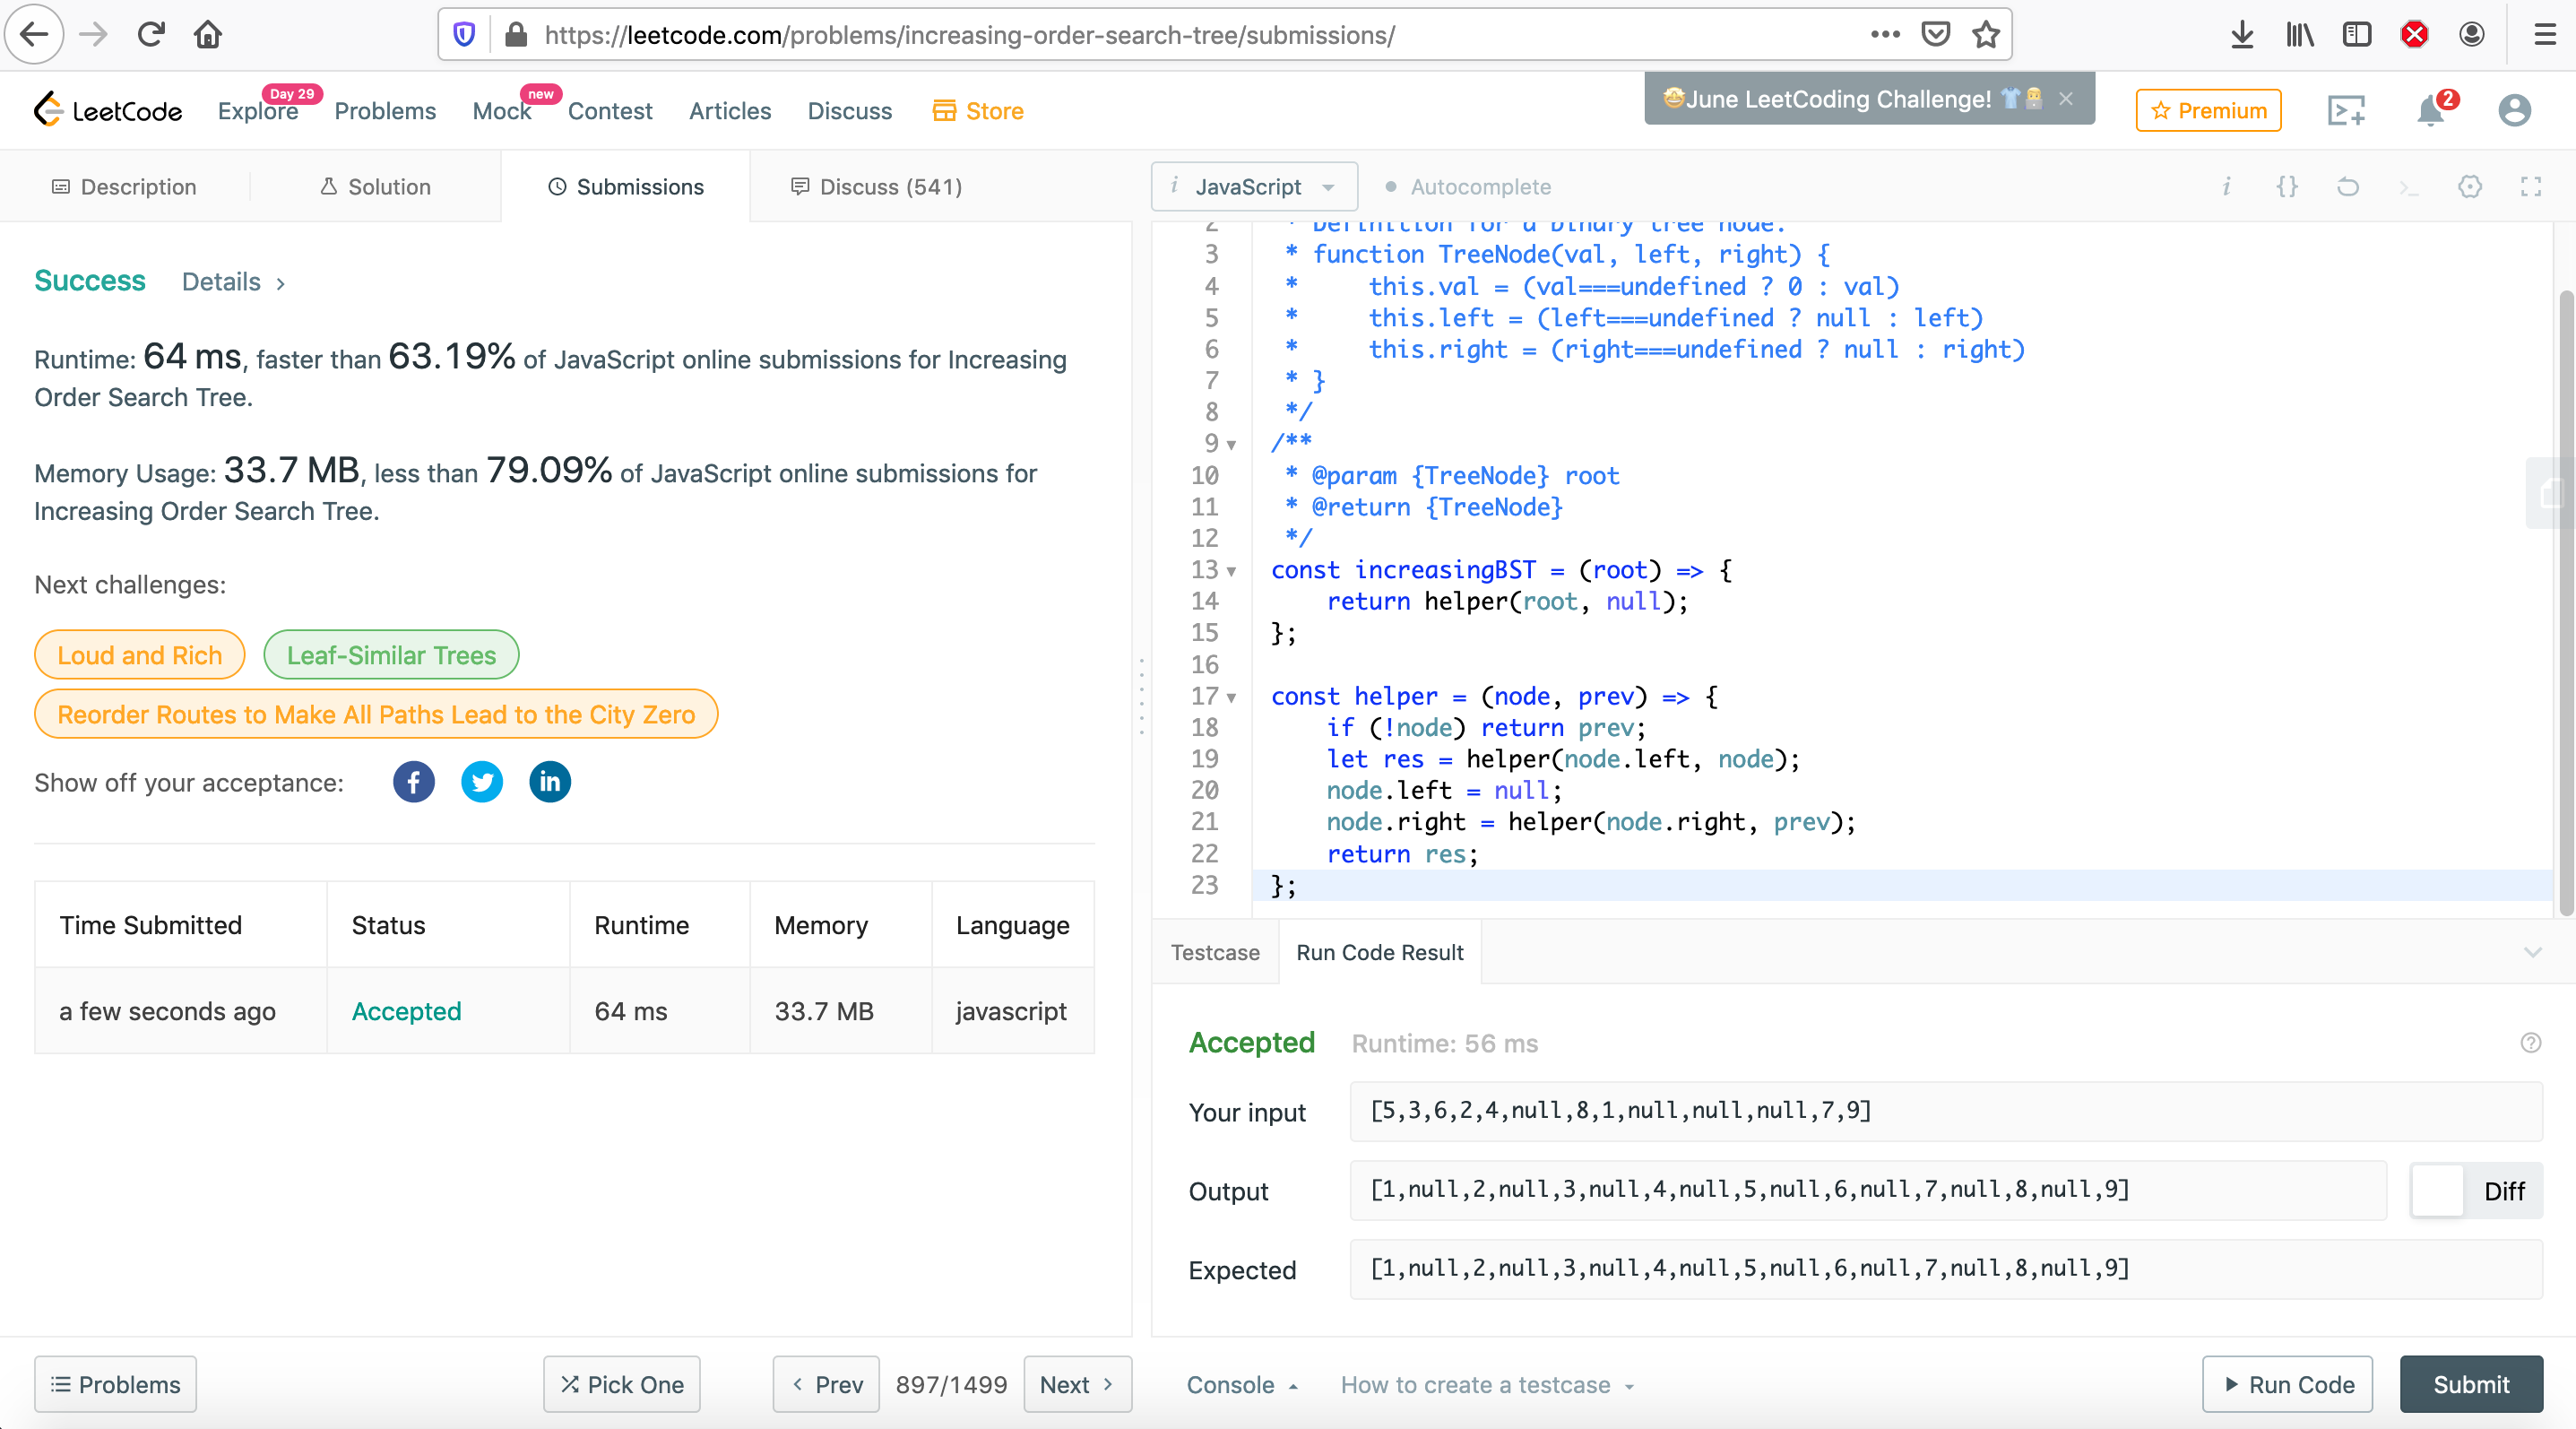 https://leetcode.com/problems/increasing-order-search-tree/submissions/
LeetCode
Explore
Day 29
Problems
Mock
new
Contest
Articles
Discuss
Store
🤩June LeetCoding Challenge! 👕👩‍💻 ×
Premium
2
Description
Solution
Submissions
Discuss (541)
i JavaScript
Autocomplete
Success Details >
Runtime: 64 ms, faster than 63.19% of JavaScript online submissions for Increasing
Order Search Tree.
Memory Usage: 33.7 MB, less than 79.09% of JavaScript online submissions for
Increasing Order Search Tree.
Next challenges:
Loud and Rich
Leaf-Similar Trees
Reorder Routes to Make All Paths Lead to the City Zero
Show off your acceptance:
Time Submitted Status Runtime Memory Language
a few seconds ago Accepted 64 ms 33.7 MB javascript
2 * Definition for a binary tree node.
3 * function TreeNode(val, left, right) {
4 *     this.val = (val===undefined ? 0 : val)
5 *     this.left = (left===undefined ? null : left)
6 *     this.right = (right===undefined ? null : right)
7 * }
8 */
9 /**
10 * @param {TreeNode} root
11 * @return {TreeNode}
12 */
13 const increasingBST = (root) => {
14     return helper(root, null);
15 };
16
17 const helper = (node, prev) => {
18     if (!node) return prev;
19     let res = helper(node.left, node);
20     node.left = null;
21     node.right = helper(node.right, prev);
22     return res;
23 };
Testcase
Run Code Result
Accepted Runtime: 56 ms
Your input [5,3,6,2,4,null,8,1,null,null,null,7,9]
Output [1,null,2,null,3,null,4,null,5,null,6,null,7,null,8,null,9]
Diff
Expected [1,null,2,null,3,null,4,null,5,null,6,null,7,null,8,null,9]
Problems
Pick One
< Prev
897/1499
Next >
Console
How to create a testcase
Run Code
Submit